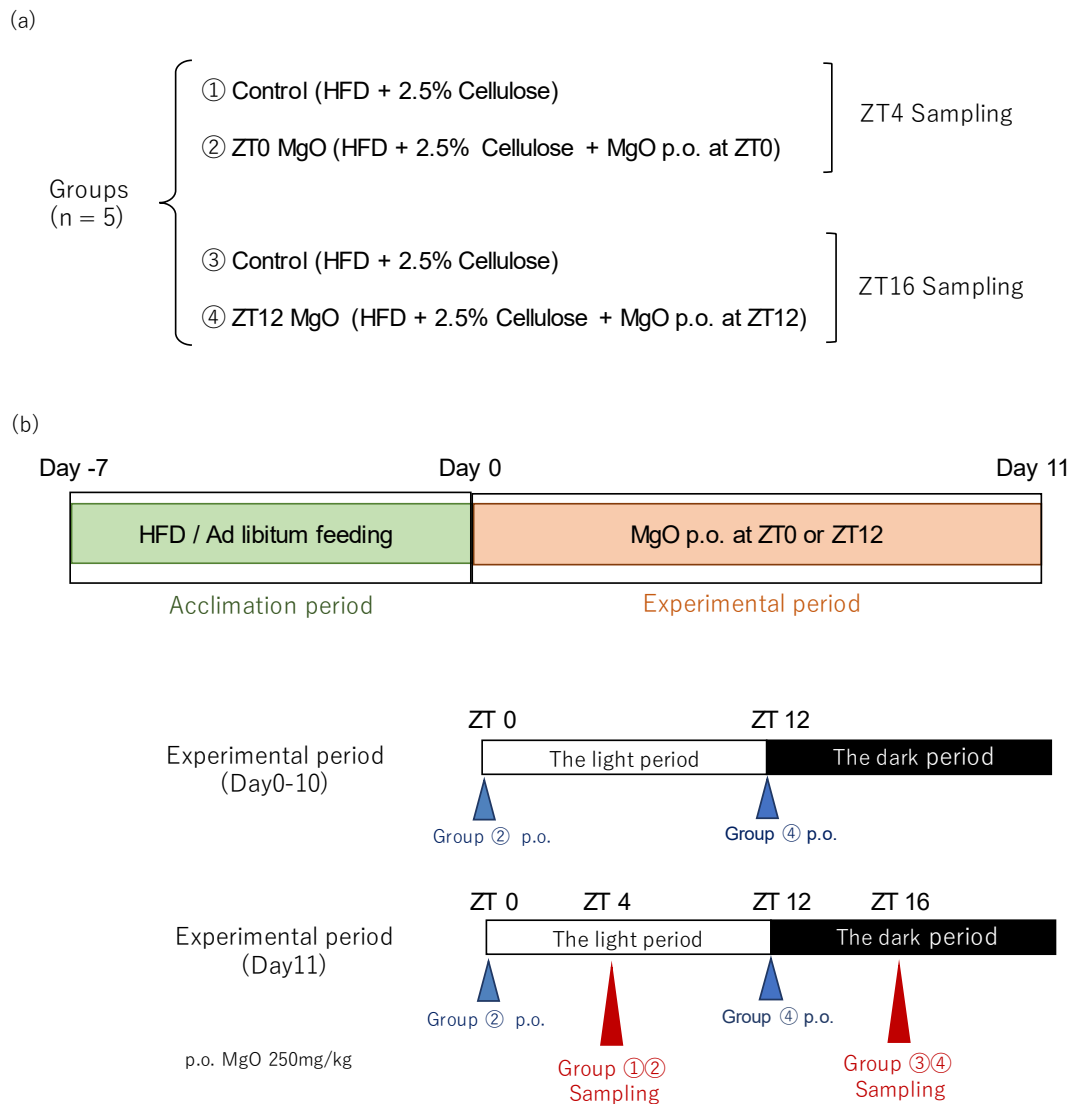 (a)
① Control (HFD + 2.5% Cellulose)
② ZT0 MgO (HFD + 2.5% Cellulose + MgO p.o. at ZT0)
ZT4 Sampling
Groups
(n = 5)
③ Control (HFD + 2.5% Cellulose)
④ ZT12 MgO (HFD + 2.5% Cellulose + MgO p.o. at ZT12)
ZT16 Sampling
(b)
Day -7 Day 0 Day 11
HFD / Ad libitum feeding MgO p.o. at ZT0 or ZT12
Acclimation period Experimental period
ZT 0 ZT 12
Experimental period
(Day0-10)
The light period The dark period
Group ② p.o. Group ④ p.o.
ZT 0 ZT 4 ZT 12 ZT 16
Experimental period
(Day11)
The light period The dark period
Group ② p.o. Group ④ p.o.
p.o. MgO 250mg/kg
Group ①②
Sampling
Group ③④
Sampling